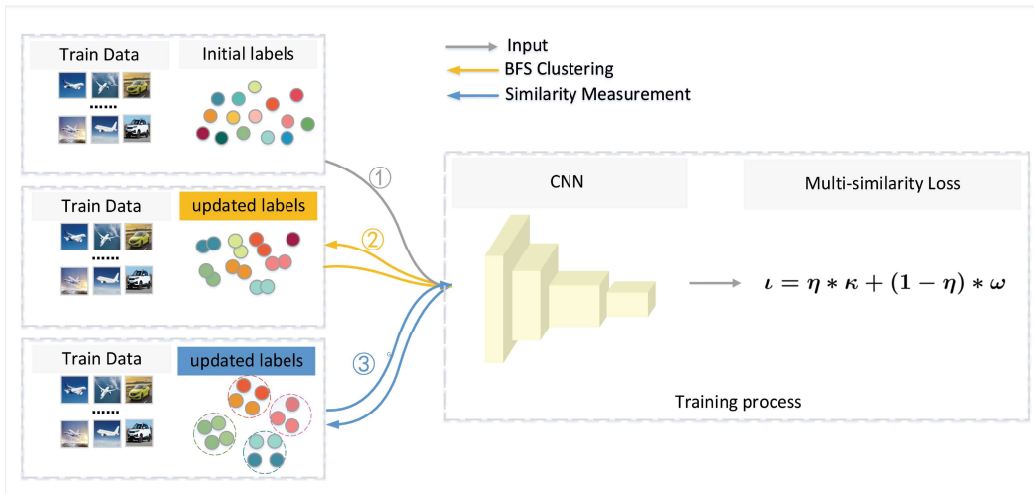 Train Data
Initial labels
......
Input
BFS Clustering
Similarity Measurement
①
Train Data
updated labels
......
②
Train Data
updated labels
......
③
CNN
Multi-similarity Loss
ι = η * κ + (1 − η) * ω
Training process